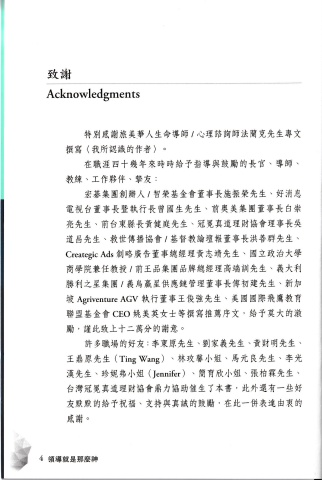 致謝
Acknowledgments
特別感謝旅美華人生命導師/心理諮詢師法蘭克先生專文
撰寫〈我所認識的作者〉。
在職涯四十幾年來時時給予指導與鼓勵的長官、導師、
教練、工作夥伴、摯友：
宏碁集團創辦人/智榮基金會董事長施振榮先生、好消息
電視台董事長暨執行長曾國生先生、前奧美集團董事長白崇
亮先生、前台東縣長黃健庭先生、冠冕真道理財協會理事長吳
道昌先生、救世傳播協會/基督教論壇報董事長洪善群先生、
Creategic Ads 創略廣告董事總經理黃志靖先生、國立政治大學
商學院兼任教授/前王品集團品牌總經理高端訓先生、義大利
勝利之星集團/義烏贏星供應鏈管理董事長傅初建先生、新加
坡 Agriventure AGV 執行董事王俊強先生、美國國際飛鷹教育
聯盟基金會 CEO 姚美英女士等撰寫推薦序文，給予莫大的激
勵，謹此致上十二萬分的謝意。
許多職場的好友：李東原先生、劉家義先生、黃財明先生、
王鼎原先生（Ting Wang）、林玫馨小姐、馬元良先生、李光
漢先生、珍妮弗小姐（Jennifer）、簡育欣小姐、張柏霖先生、
台灣冠冕真道理財協會鼎力協助催生了本書，此外還有一些好
友默默的給予祝福、支持與真誠的鼓勵，在此一併表達由衷的
感謝。
4 領導就是那麼神